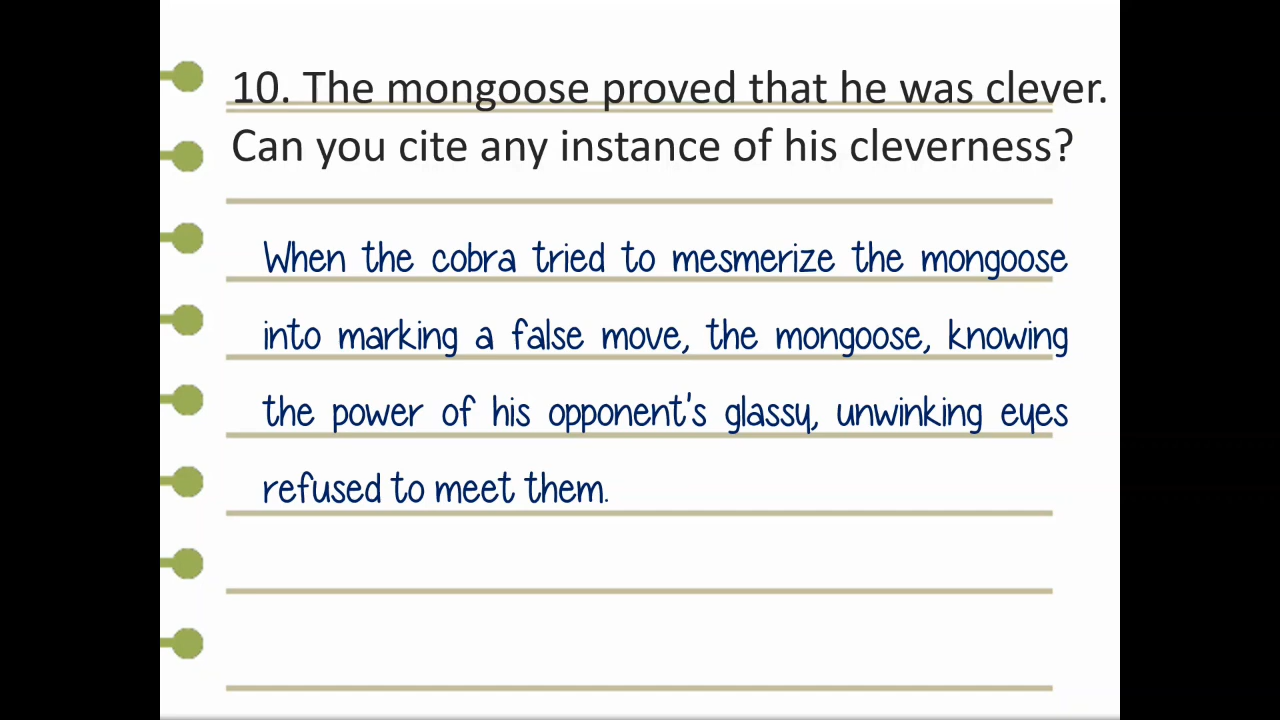 10. The mongoose proved that he was clever.
Can you cite any instance of his cleverness?
When the cobra tried to mesmerize the mongoose
into marking a false move, the mongoose, knowing
the power of his opponent's glassy, unwinking eyes
refused to meet them.